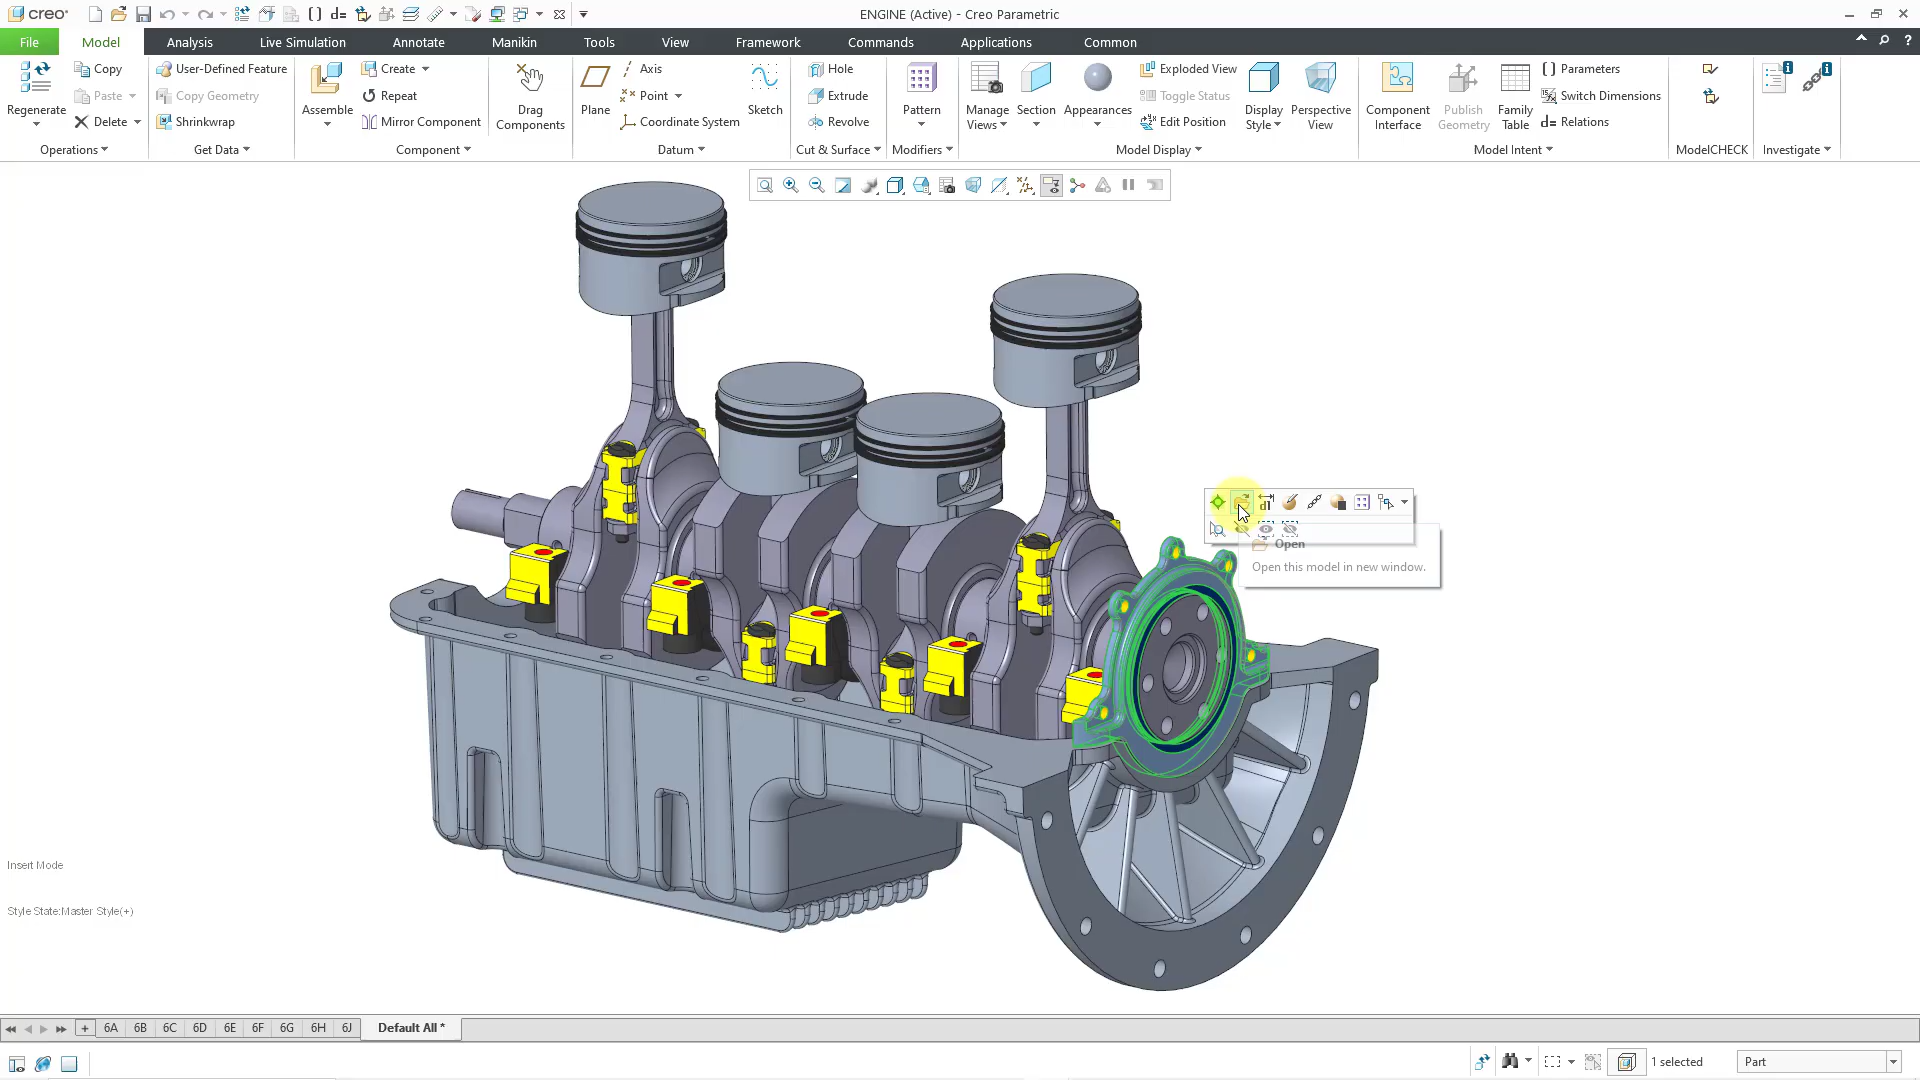 creo
ENGINE (Active) - Creo Parametric
File Model Analysis Live Simulation Annotate Manikin Tools View Framework Commands Applications Common
Regenerate
Copy
Paste
Delete
Operations
User-Defined Feature
Copy Geometry
Shrinkwrap
Get Data
Assemble
Create
Repeat
Mirror Component
Component
Drag Components
Plane
Axis
Point
Coordinate System
Sketch
Datum
Hole
Extrude
Revolve
Cut & Surface
Pattern
Modifiers
Manage Views
Section
Appearances
Exploded View
Toggle Status
Edit Position
Display Style
Perspective View
Model Display
Component Interface
Publish Geometry
Family Table
Parameters
Switch Dimensions
Relations
Model Intent
ModelCHECK
Investigate
Open
Open this model in new window.
Insert Mode
Style State:Master Style(+)
6A 6B 6C 6D 6E 6F 6G 6H 6J Default All *
1 selected
Part